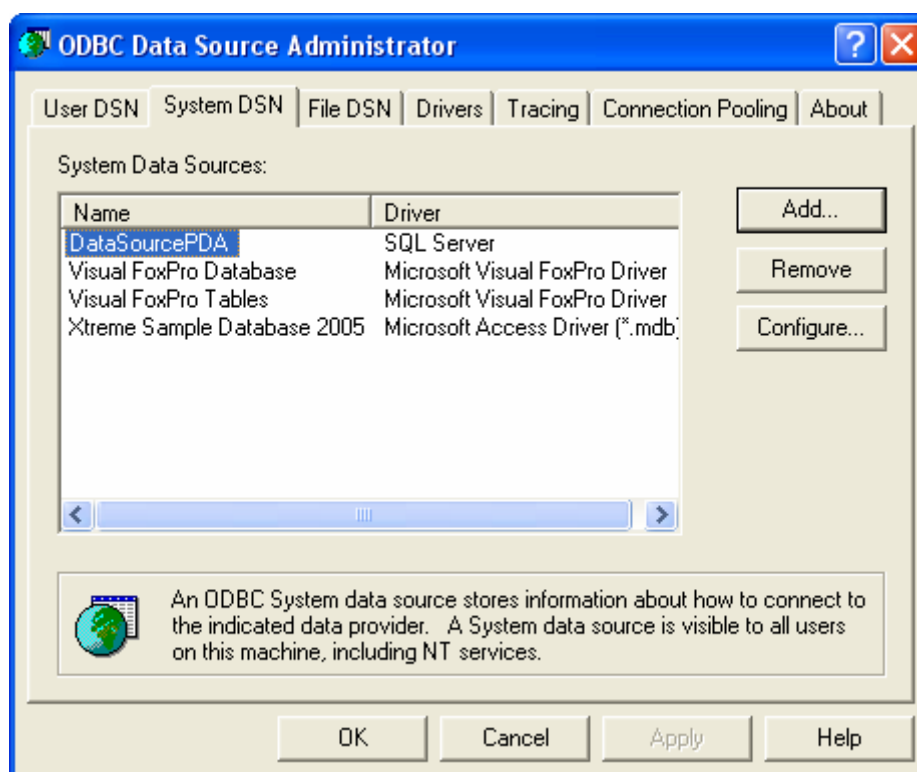 ODBC Data Source Administrator
User DSN System DSN File DSN Drivers Tracing Connection Pooling About
System Data Sources:
Name Driver
DataSourcePDA SQL Server
Visual FoxPro Database Microsoft Visual FoxPro Driver
Visual FoxPro Tables Microsoft Visual FoxPro Driver
Xtreme Sample Database 2005 Microsoft Access Driver (*.mdb)
Add...
Remove
Configure...
An ODBC System data source stores information about how to connect to
the indicated data provider. A System data source is visible to all users
on this machine, including NT services.
OK Cancel Apply Help